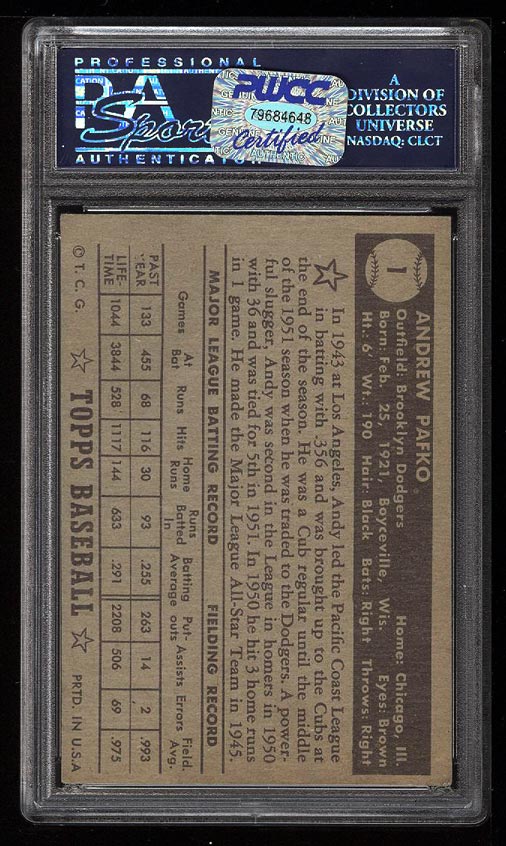 PROFESSIONAL
PSA
Sports
AUTHENTICATOR
PWCC
79684648
Certified
A
DIVISION OF
COLLECTORS
UNIVERSE
NASDAQ: CLCT
1
ANDREW PAFKO
Outfield: Brooklyn Dodgers Home: Chicago, Ill.
Born: Feb. 25, 1921, Boyceville, Wis. Eyes: Brown
Ht.: 6' Wt.: 190 Hair: Black Bats: Right Throws: Right
In 1943 at Los Angeles, Andy led the Pacific Coast League
in batting with .356 and was brought up to the Cubs at
the end of the season. He was a Cub regular until the middle
of the 1951 season when he was traded to the Dodgers. A power-
ful slugger, Andy was second in the League in homers in 1950
with 36 and was tied for 5th in 1951. In 1950 he hit 3 home runs
in 1 game. He made the Major League All-Star Team in 1945.
MAJOR LEAGUE BATTING RECORD FIELDING RECORD
Games At Bat Runs Hits Home Runs Runs Batted In Batting Average Put-outs Assists Errors Field. Avg.
PAST YEAR 133 455 68 116 30 93 .255 263 14 2 .993
LIFE-TIME 1044 3844 528 1117 144 633 .291 2208 506 69 .975
© T. C. G. ☆ TOPPS BASEBALL ☆ PRTD. IN U.S.A